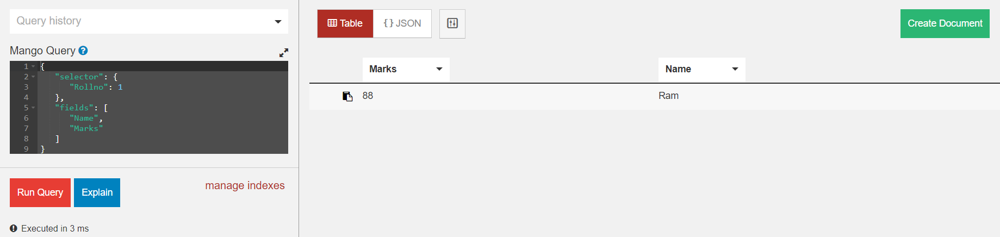 Query history
Mango Query ?
1 {
2 "selector": {
3 "Rollno": 1
4 },
5 "fields": [
6 "Name",
7 "Marks"
8 ]
9 }
Run Query Explain manage indexes
Executed in 3 ms
Table {} JSON Create Document
Marks Name
88 Ram